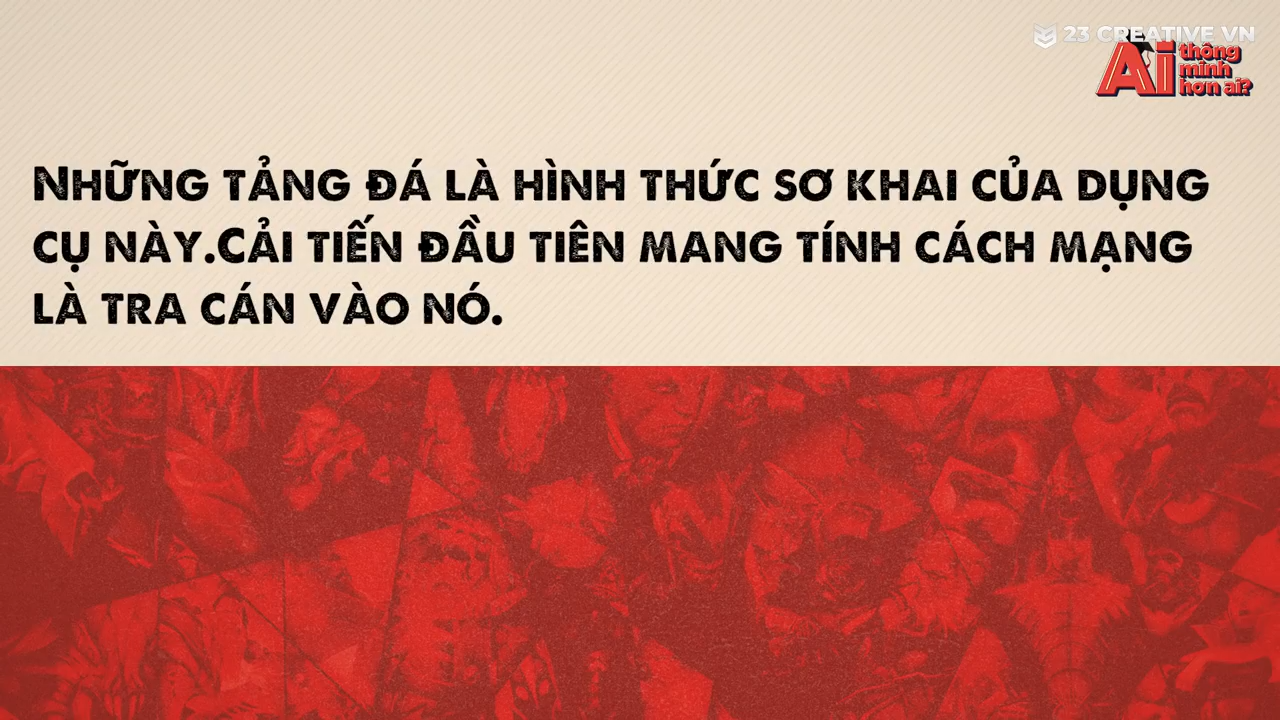 23 CREATIVE VN
Ai thông minh hơn ai?
NHỮNG TẢNG ĐÁ LÀ HÌNH THỨC SƠ KHAI CỦA DỤNG
CỤ NÀY.CẢI TIẾN ĐẦU TIÊN MANG TÍNH CÁCH MẠNG
LÀ TRA CÁN VÀO NÓ.